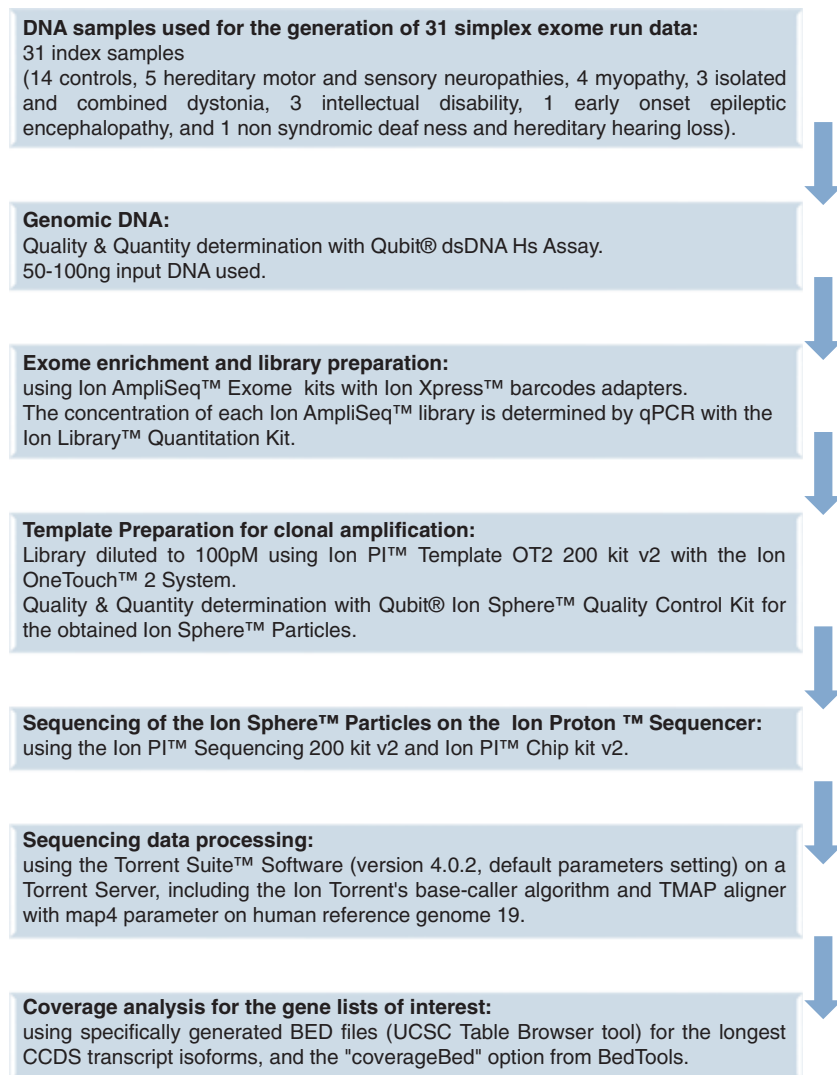 DNA samples used for the generation of 31 simplex exome run data:
31 index samples
(14 controls, 5 hereditary motor and sensory neuropathies, 4 myopathy, 3 isolated
and combined dystonia, 3 intellectual disability, 1 early onset epileptic
encephalopathy, and 1 non syndromic deaf ness and hereditary hearing loss).
Genomic DNA:
Quality & Quantity determination with Qubit® dsDNA Hs Assay.
50-100ng input DNA used.
Exome enrichment and library preparation:
using Ion AmpliSeq™ Exome kits with Ion Xpress™ barcodes adapters.
The concentration of each Ion AmpliSeq™ library is determined by qPCR with the
Ion Library™ Quantitation Kit.
Template Preparation for clonal amplification:
Library diluted to 100pM using Ion PI™ Template OT2 200 kit v2 with the Ion
OneTouch™ 2 System.
Quality & Quantity determination with Qubit® Ion Sphere™ Quality Control Kit for
the obtained Ion Sphere™ Particles.
Sequencing of the Ion Sphere™ Particles on the Ion Proton ™ Sequencer:
using the Ion PI™ Sequencing 200 kit v2 and Ion PI™ Chip kit v2.
Sequencing data processing:
using the Torrent Suite™ Software (version 4.0.2, default parameters setting) on a
Torrent Server, including the Ion Torrent's base-caller algorithm and TMAP aligner
with map4 parameter on human reference genome 19.
Coverage analysis for the gene lists of interest:
using specifically generated BED files (UCSC Table Browser tool) for the longest
CCDS transcript isoforms, and the "coverageBed" option from BedTools.